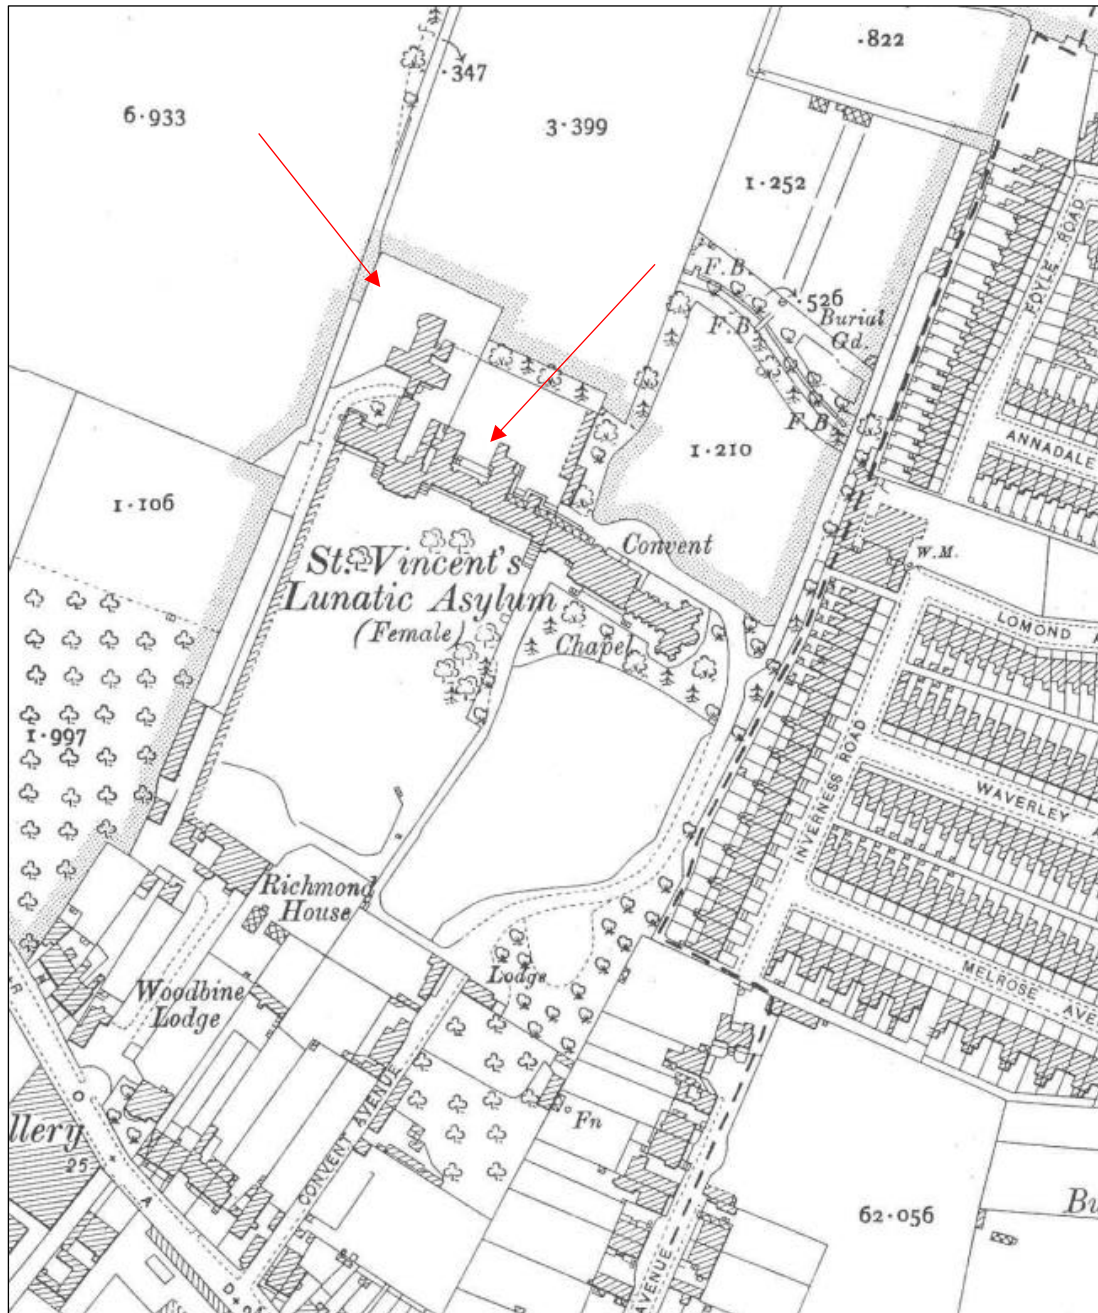 .822
.347
6.933
3.399
1.252
FOYLE ROAD
F.B.
.526
F.B.
Burial
Gd.
F.B.
ANNADALE
1.210
1.106
Convent
W.M.
St. Vincent's
Lunatic Asylum
(Female)
Chapel
LOMOND A
1.997
INVERNESS ROAD
WAVERLEY A
Richmond
House
Lodge
MELROSE AVE
Woodbine
Lodge
R
O
A
D
CONVENT AVENUE
Fn
llery
25
62.056
Bu
AVENUE